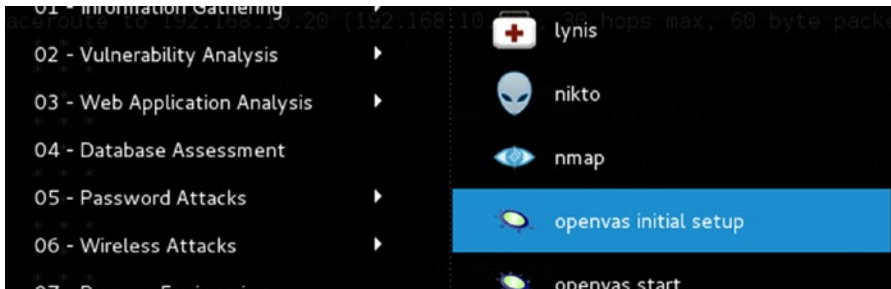 01 - Information Gathering
02 - Vulnerability Analysis
03 - Web Application Analysis
04 - Database Assessment
05 - Password Attacks
06 - Wireless Attacks
lynis
nikto
nmap
openvas initial setup
openvas start
aceroute to 192.168.10.20 (192.168.10 hops max, 60 byte pack